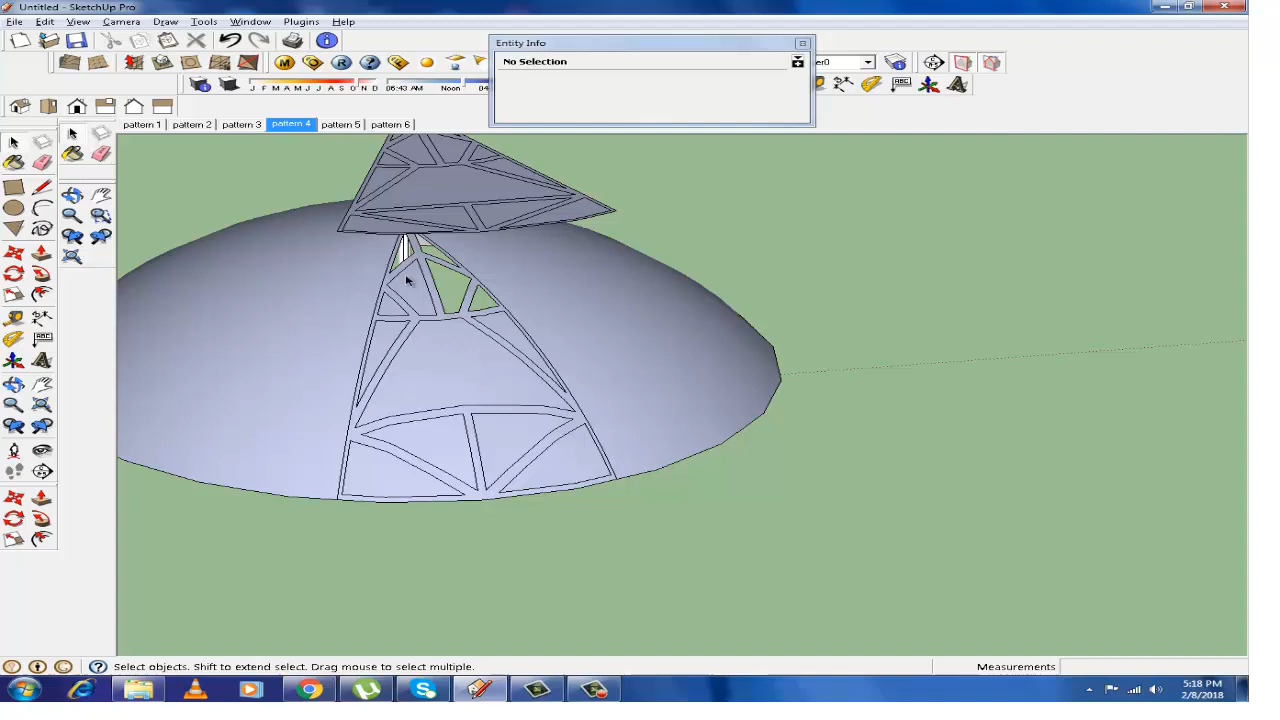 Untitled - SketchUp Pro
File Edit View Camera Draw Tools Window Plugins Help
Entity Info
No Selection
J F M A M J J A S O N D 06:43 AM Noon 04
pattern 1 pattern 2 pattern 3 pattern 4 pattern 5 pattern 6
Select objects. Shift to extend select. Drag mouse to select multiple.
Measurements
5:18 PM
2/8/2018